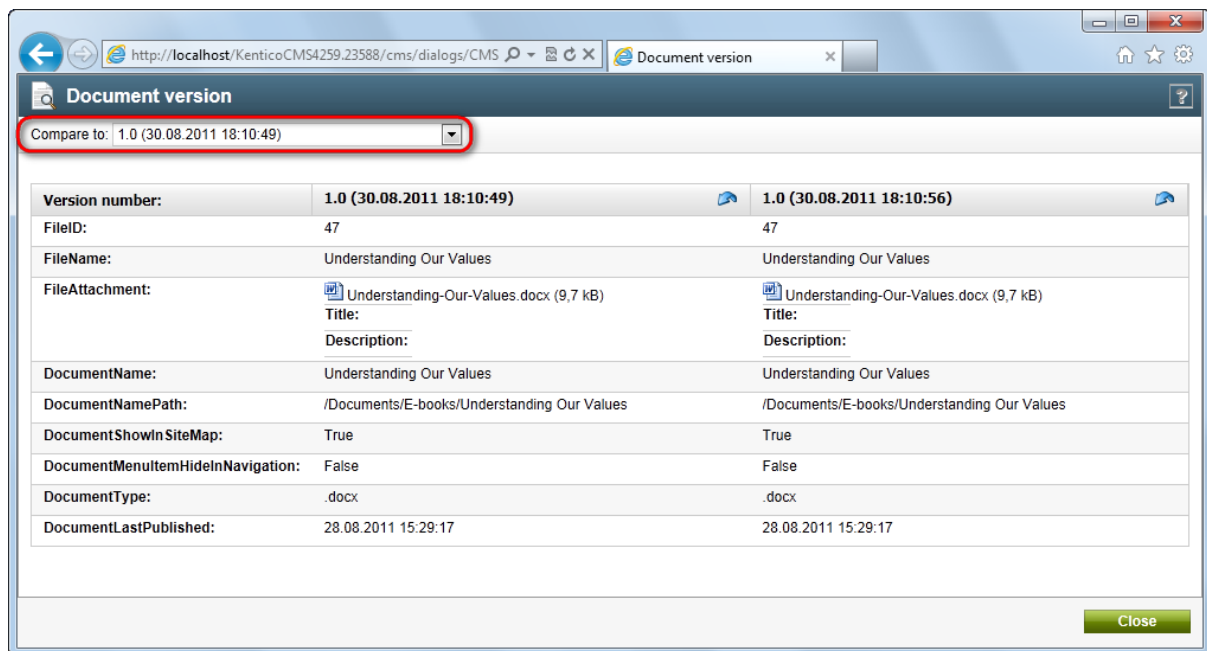 http://localhost/KenticoCMS4259.23588/cms/dialogs/CMS Document version
Document version ?
Compare to: 1.0 (30.08.2011 18:10:49)
Version number: 1.0 (30.08.2011 18:10:49) 1.0 (30.08.2011 18:10:56)
FileID: 47 47
FileName: Understanding Our Values Understanding Our Values
FileAttachment: Understanding-Our-Values.docx (9,7 kB) Understanding-Our-Values.docx (9,7 kB)
Title: Title:
Description: Description:
DocumentName: Understanding Our Values Understanding Our Values
DocumentNamePath: /Documents/E-books/Understanding Our Values /Documents/E-books/Understanding Our Values
DocumentShowInSiteMap: True True
DocumentMenuItemHideInNavigation: False False
DocumentType: .docx .docx
DocumentLastPublished: 28.08.2011 15:29:17 28.08.2011 15:29:17
Close